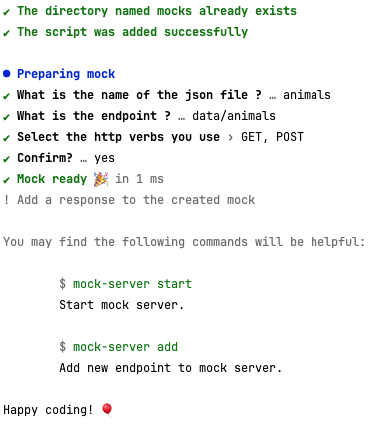 ✔ The directory named mocks already exists
✔ The script was added successfully
● Preparing mock
✔ What is the name of the json file ? … animals
✔ What is the endpoint ? … data/animals
✔ Select the http verbs you use › GET, POST
✔ Confirm? … yes
✔ Mock ready 🎉 in 1 ms
! Add a response to the created mock
You may find the following commands will be helpful:
$ mock-server start
Start mock server.
$ mock-server add
Add new endpoint to mock server.
Happy coding! 🎈